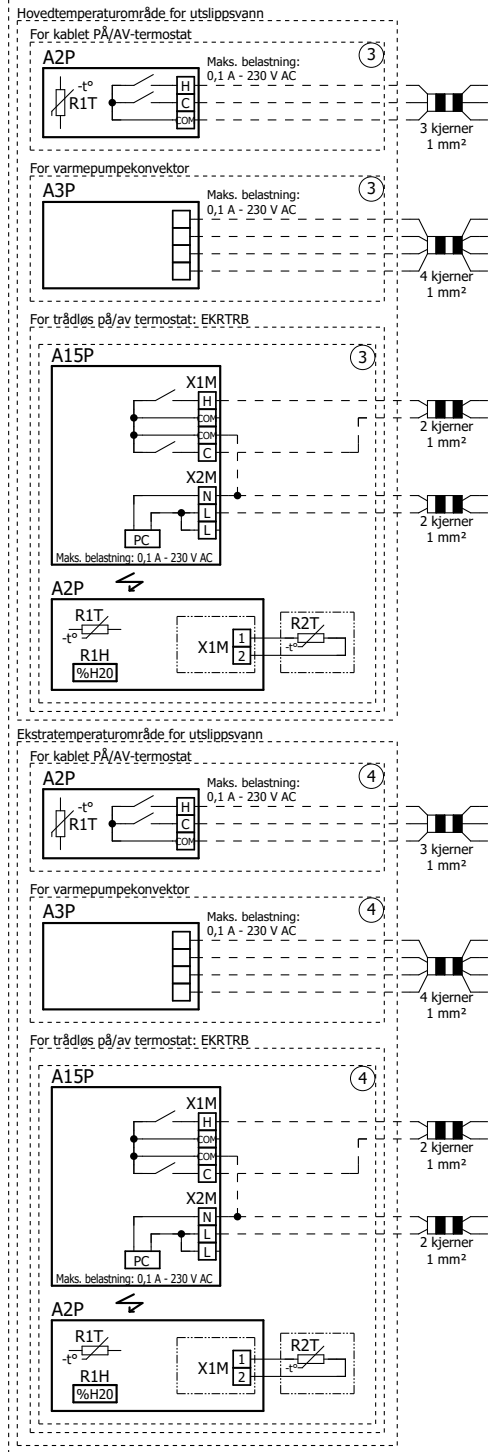 Hovedtemperaturområde for utslippsvann
For kablet PÅ/AV-termostat
A2P
3
Maks. belastning:
0,1 A - 230 V AC
-t°
R1T
H
C
COM
3 kjerner
1 mm²
For varmepumpekonvektor
A3P
3
Maks. belastning:
0,1 A - 230 V AC
4 kjerner
1 mm²
For trådløs på/av termostat: EKRTRB
A15P
3
X1M
H
COM
COM
C
2 kjerner
1 mm²
X2M
N
L
L
PC
2 kjerner
1 mm²
Maks. belastning: 0,1 A - 230 V AC
A2P
R1T
-t°
R1H
%H20
X1M
1
2
R2T
-t°
Ekstratemperaturområde for utslippsvann
For kablet PÅ/AV-termostat
A2P
4
Maks. belastning:
0,1 A - 230 V AC
-t°
R1T
H
C
COM
3 kjerner
1 mm²
For varmepumpekonvektor
A3P
4
Maks. belastning:
0,1 A - 230 V AC
4 kjerner
1 mm²
For trådløs på/av termostat: EKRTRB
A15P
4
X1M
H
COM
COM
C
2 kjerner
1 mm²
X2M
N
L
L
PC
2 kjerner
1 mm²
Maks. belastning: 0,1 A - 230 V AC
A2P
R1T
-t°
R1H
%H20
X1M
1
2
R2T
-t°